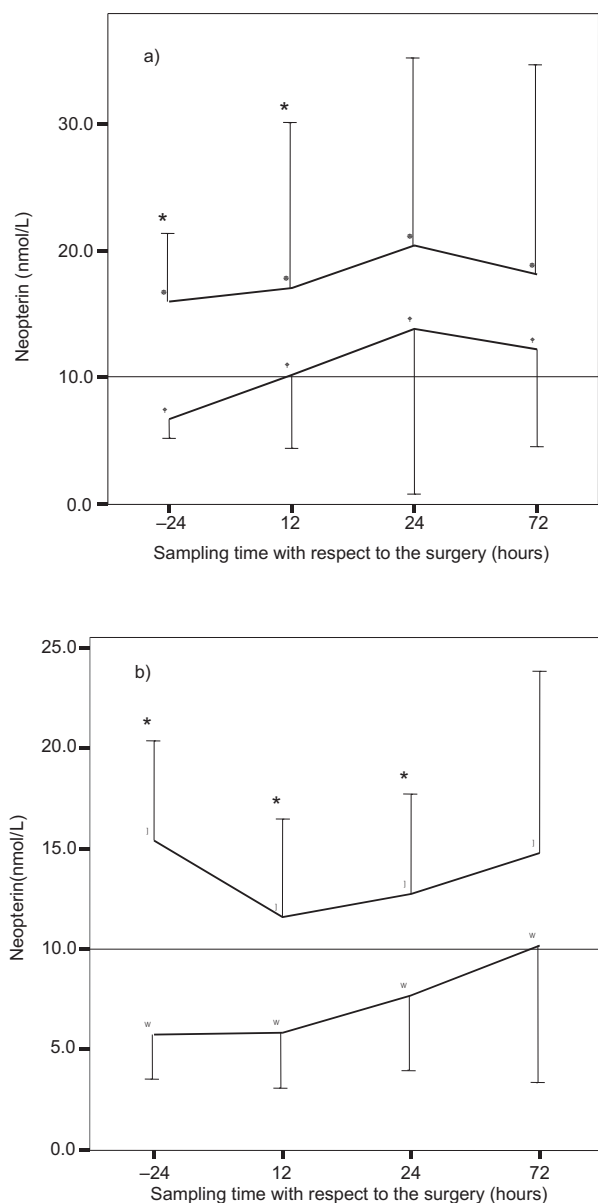 a)
*
*
30.0
20.0
10.0
0.0
Neopterin (nmol/L)
–24 12 24 72
Sampling time with respect to the surgery (hours)
25.0
b)
*
*
*
20.0
15.0
10.0
5.0
0.0
Neopterin(nmol/L)
w w w w
–24 12 24 72
Sampling time with respect to the surgery (hours)